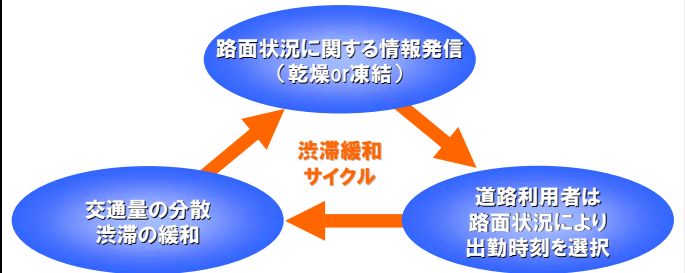 路面状況に関する情報発信
（乾燥or凍結）
渋滞緩和
サイクル
交通量の分散
渋滞の緩和
道路利用者は
路面状況により
出勤時刻を選択